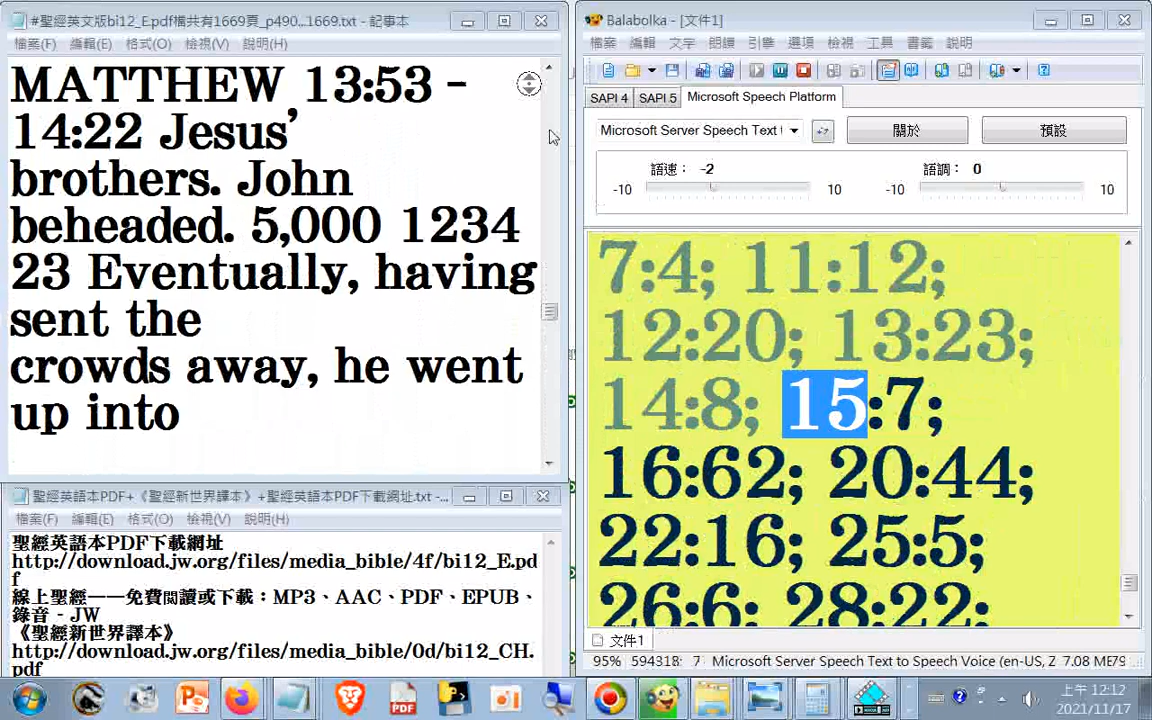 #聖經英文版bi12_E.pdf檔共有1669頁_p490...1669.txt - 記事本
檔案(F) 編輯(E) 格式(O) 檢視(V) 說明(H)
MATTHEW 13:53 –
14:22 Jesus’
brothers. John
beheaded. 5,000 1234
23 Eventually, having
sent the
crowds away, he went
up into
聖經英語本PDF+《聖經新世界譯本》+聖經英語本PDF下載網址.txt - ...
檔案(F) 編輯(E) 格式(O) 檢視(V) 說明(H)
聖經英語本PDF下載網址
http://download.jw.org/files/media_bible/4f/bi12_E.pd
f
線上聖經——免費閱讀或下載：MP3、AAC、PDF、EPUB、
錄音 - JW
《聖經新世界譯本》
http://download.jw.org/files/media_bible/0d/bi12_CH.
pdf
Balabolka - [文件1]
檔案 編輯 文字 朗讀 引擎 選項 檢視 工具 書籤 說明
SAPI 4 SAPI 5 Microsoft Speech Platform
Microsoft Server Speech Text 關於 預設
語速： -2 語調： 0
-10 10 -10 10
7:4; 11:12;
12:20; 13:23;
14:8; 15:7;
16:62; 20:44;
22:16; 25:5;
26:6; 28:22;
文件1
95% 594318: 7 Microsoft Server Speech Text to Speech Voice (en-US, Z 7.08 ME79
上午 12:12
2021/11/17